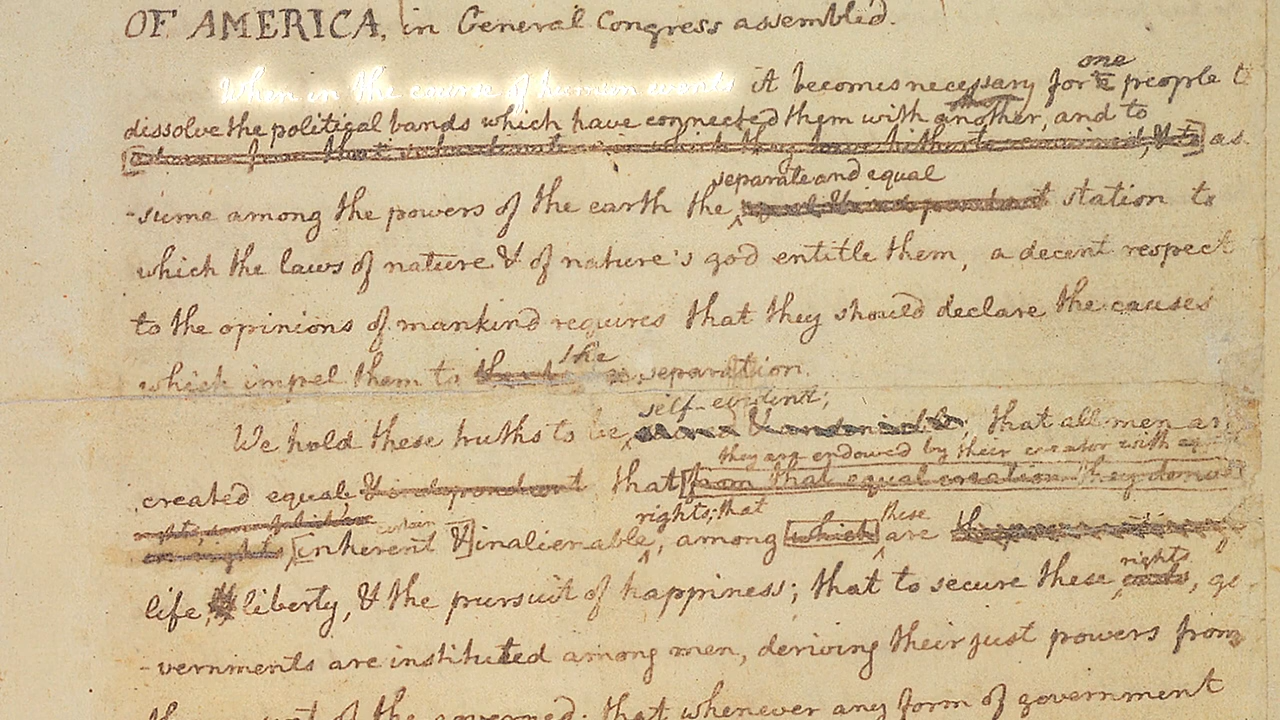 OF AMERICA, in General Congress assembled.
When in the course of human events it becomes necessary for one people t
dissolve the political bands which have connected them with another, and to
as
separate and equal
-sume among the powers of the earth the station to
which the laws of nature & of nature's god entitle them, a decent respect
to the opinions of mankind requires that they should declare the causes
the
which impel them to separation.
self-evident;
We hold these truths to be that all men ar
they are endowed by their creator with
created equal & independent that from that equal creation they
certain
rights; that
these
inherent & inalienable, among which are
rights
life, liberty, & the pursuit of happiness; that to secure these ends, go
-vernments are instituted among men, deriving their just powers from
the of the governed; that whenever any form of government